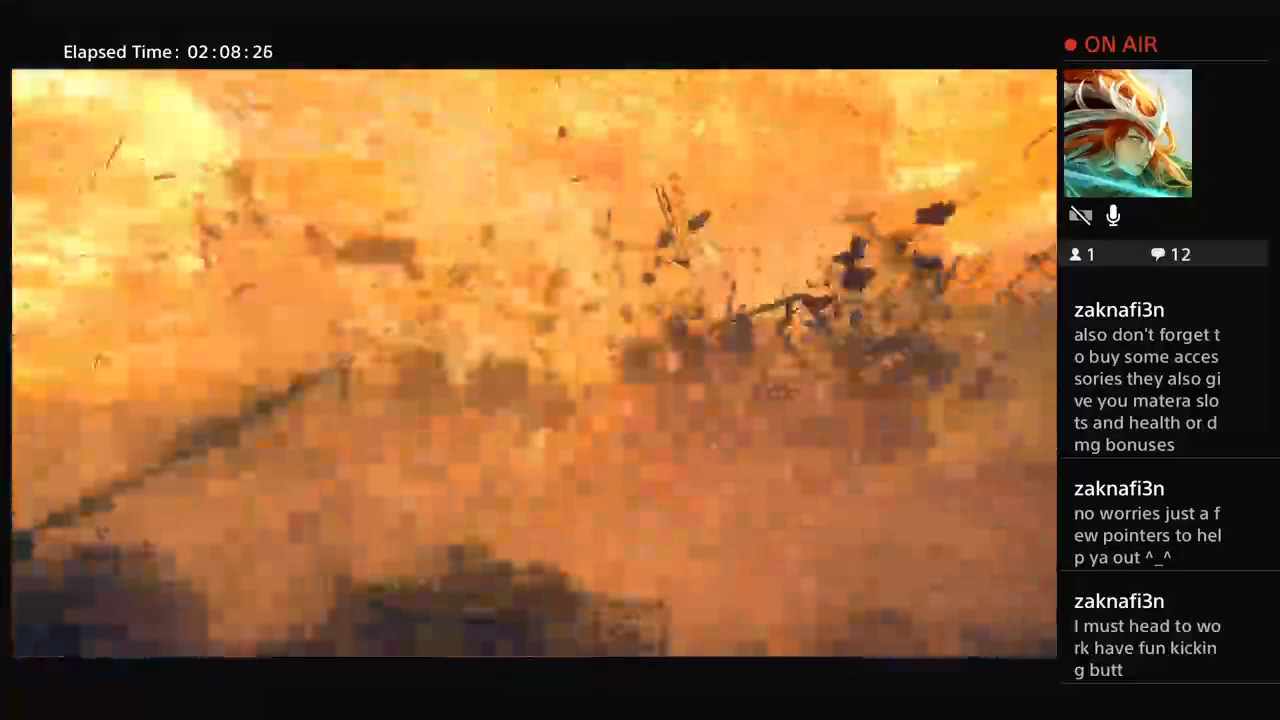 Elapsed Time: 02:08:26
ON AIR
1 12
zaknafi3n
also don't forget t
o buy some acces
sories they also gi
ve you matera slo
ts and health or d
mg bonuses
zaknafi3n
no worries just a f
ew pointers to hel
p ya out ^_^
zaknafi3n
I must head to wo
rk have fun kickin
g butt